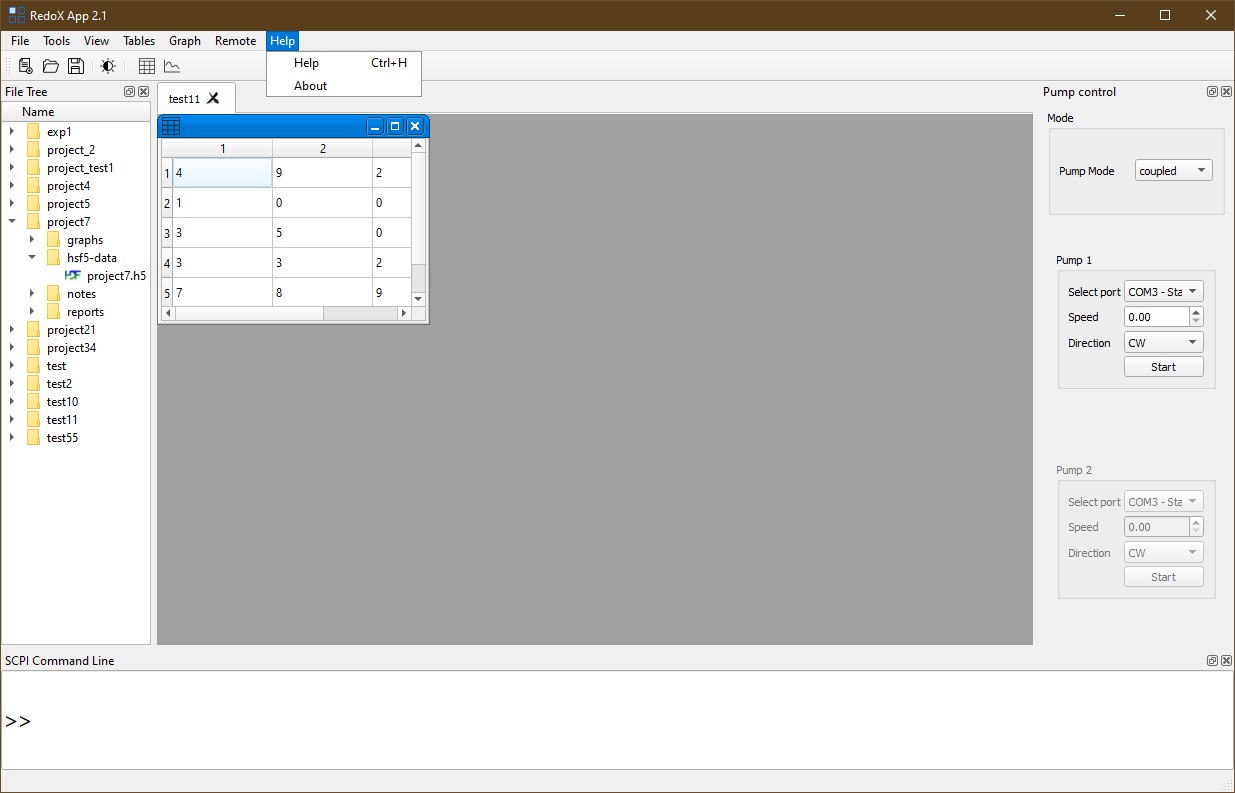 RedoX App 2.1
File Tools View Tables Graph Remote Help
Help Ctrl+H
About
File Tree
Name
exp1
project_2
project_test1
project4
project5
project7
graphs
hsf5-data
HDF project7.h5
notes
reports
project21
project34
test
test2
test10
test11
test55
test11
1 2
1 4 9 2
2 1 0 0
3 3 5 0
4 3 3 2
5 7 8 9
Pump control
Mode
Pump Mode coupled
Pump 1
Select port COM3 - Sta
Speed 0.00
Direction CW
Start
Pump 2
Select port COM3 - Sta
Speed 0.00
Direction CW
Start
SCPI Command Line
>>